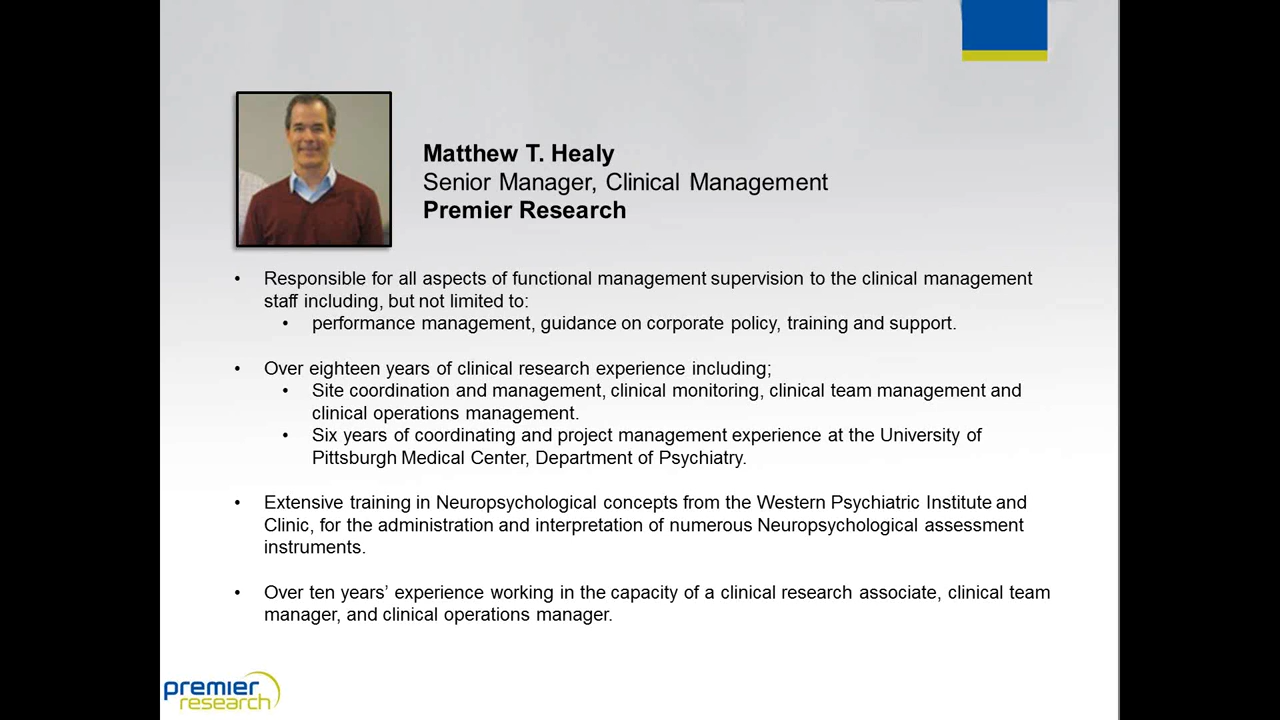 Matthew T. Healy
Senior Manager, Clinical Management
Premier Research
• Responsible for all aspects of functional management supervision to the clinical management
staff including, but not limited to:
• performance management, guidance on corporate policy, training and support.
• Over eighteen years of clinical research experience including;
• Site coordination and management, clinical monitoring, clinical team management and
clinical operations management.
• Six years of coordinating and project management experience at the University of
Pittsburgh Medical Center, Department of Psychiatry.
• Extensive training in Neuropsychological concepts from the Western Psychiatric Institute and
Clinic, for the administration and interpretation of numerous Neuropsychological assessment
instruments.
• Over ten years’ experience working in the capacity of a clinical research associate, clinical team
manager, and clinical operations manager.
premier
research